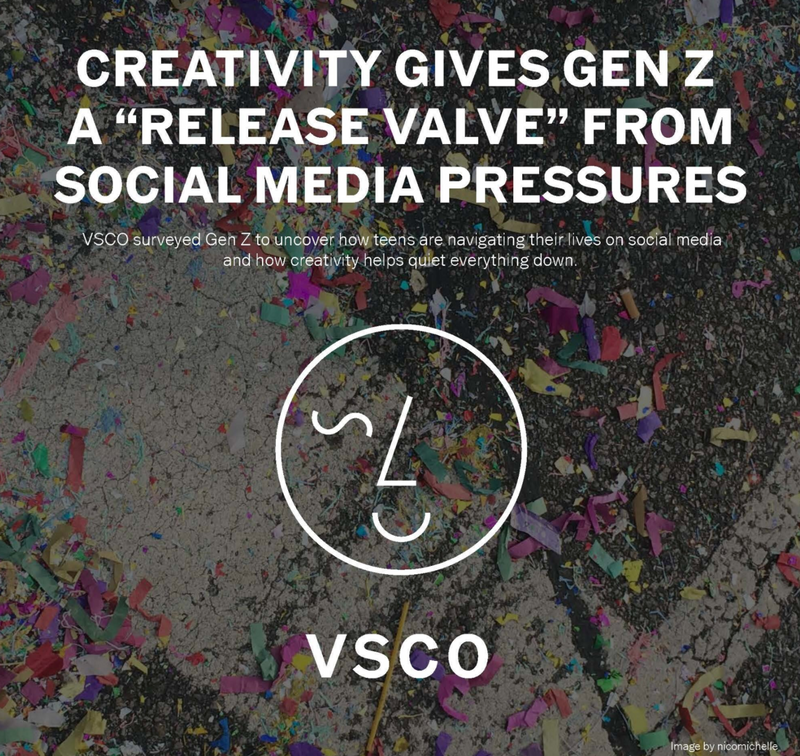 CREATIVITY GIVES GEN Z
A “RELEASE VALVE” FROM
SOCIAL MEDIA PRESSURES
VSCO surveyed Gen Z to uncover how teens are navigating their lives on social media
and how creativity helps quiet everything down.
VSCO
Image by nicomichelle